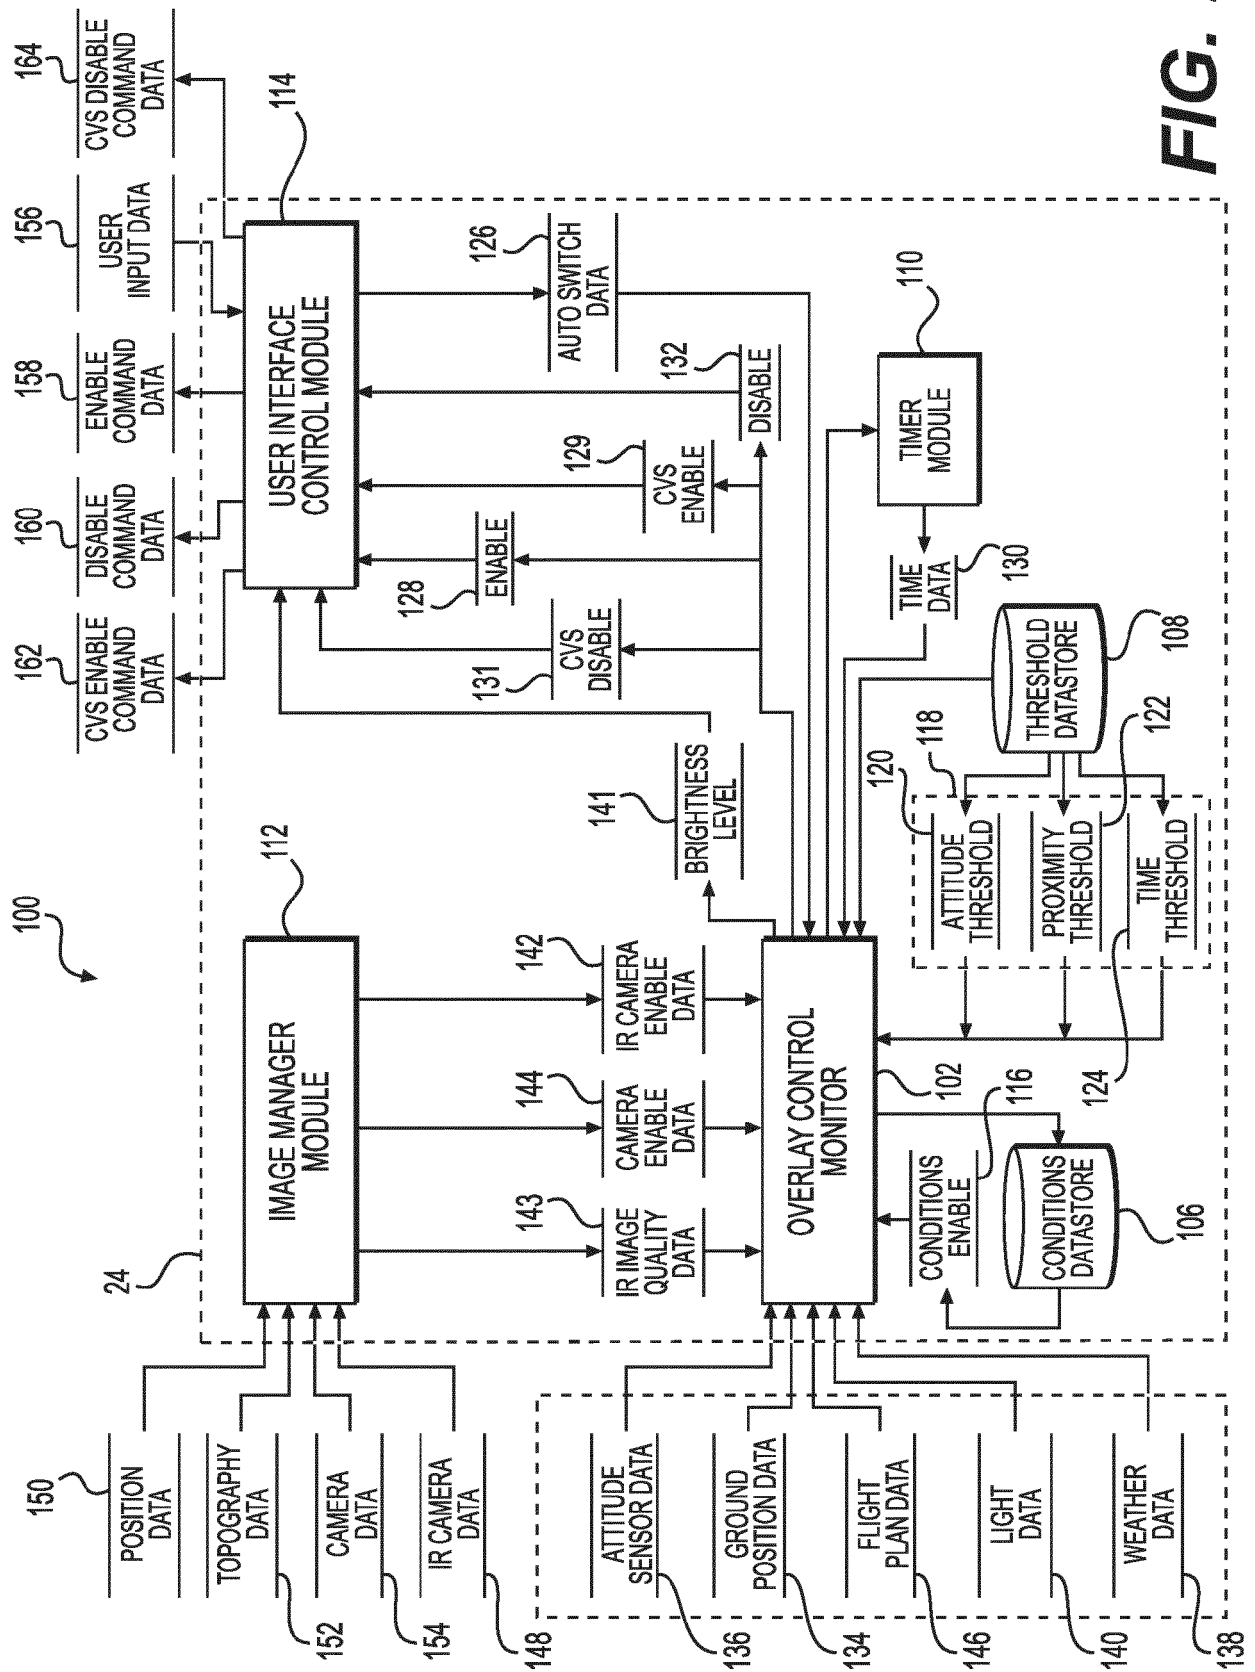 100
24
150
POSITION
DATA
TOPOGRAPHY
DATA
152
CAMERA
DATA
154
IR CAMERA
DATA
148
IMAGE MANAGER
MODULE
112
162
CVS ENABLE
COMMAND
DATA
160
DISABLE
COMMAND
DATA
158
ENABLE
COMMAND
DATA
156
USER
INPUT DATA
164
CVS DISABLE
COMMAND
DATA
USER INTERFACE
CONTROL MODULE
114
143
IR IMAGE
QUALITY
DATA
144
CAMERA
ENABLE
DATA
142
IR CAMERA
ENABLE
DATA
141
BRIGHTNESS
LEVEL
131
CVS
DISABLE
128
ENABLE
129
CVS
ENABLE
132
DISABLE
126
AUTO SWITCH
DATA
ATTITUDE
SENSOR DATA
136
GROUND
POSITION DATA
134
FLIGHT
PLAN DATA
146
LIGHT
DATA
140
WEATHER
DATA
138
OVERLAY CONTROL
MONITOR
102
CONDITIONS
ENABLE
116
CONDITIONS
DATASTORE
106
120
ATTITUDE
THRESHOLD
118
PROXIMITY
THRESHOLD
122
TIME
THRESHOLD
124
THRESHOLD
DATASTORE
108
TIME
DATA
130
TIMER
MODULE
110
FIG.